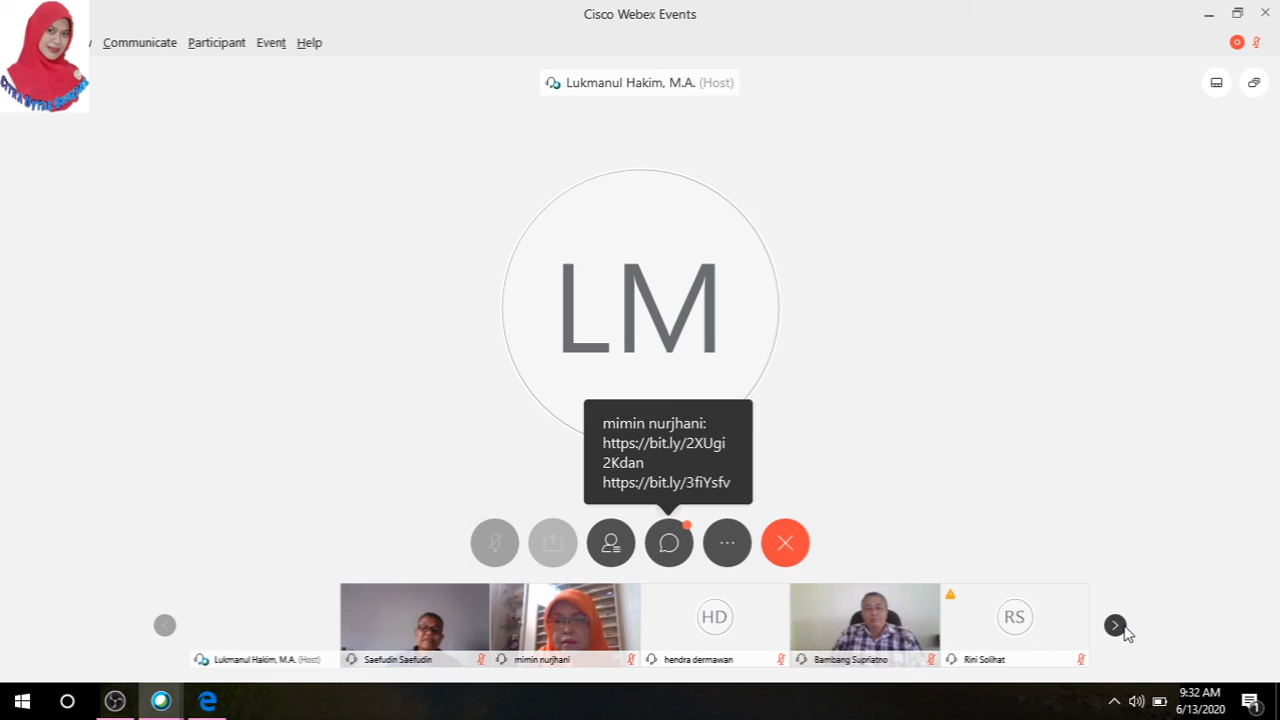 Cisco Webex Events
Communicate Participant Event Help
Lukmanul Hakim, M.A. (Host)
LM
mimin nurjhani:
https://bit.ly/2XUgi
2Kdan
https://bit.ly/3fiYsfv
HD
RS
Lukmanul Hakim, M.A. (Host)
Saefudin Saefudin
mimin nurjhani
hendra dermawan
Bambang Supriatno
Rini Solihat
9:32 AM
6/13/2020
1